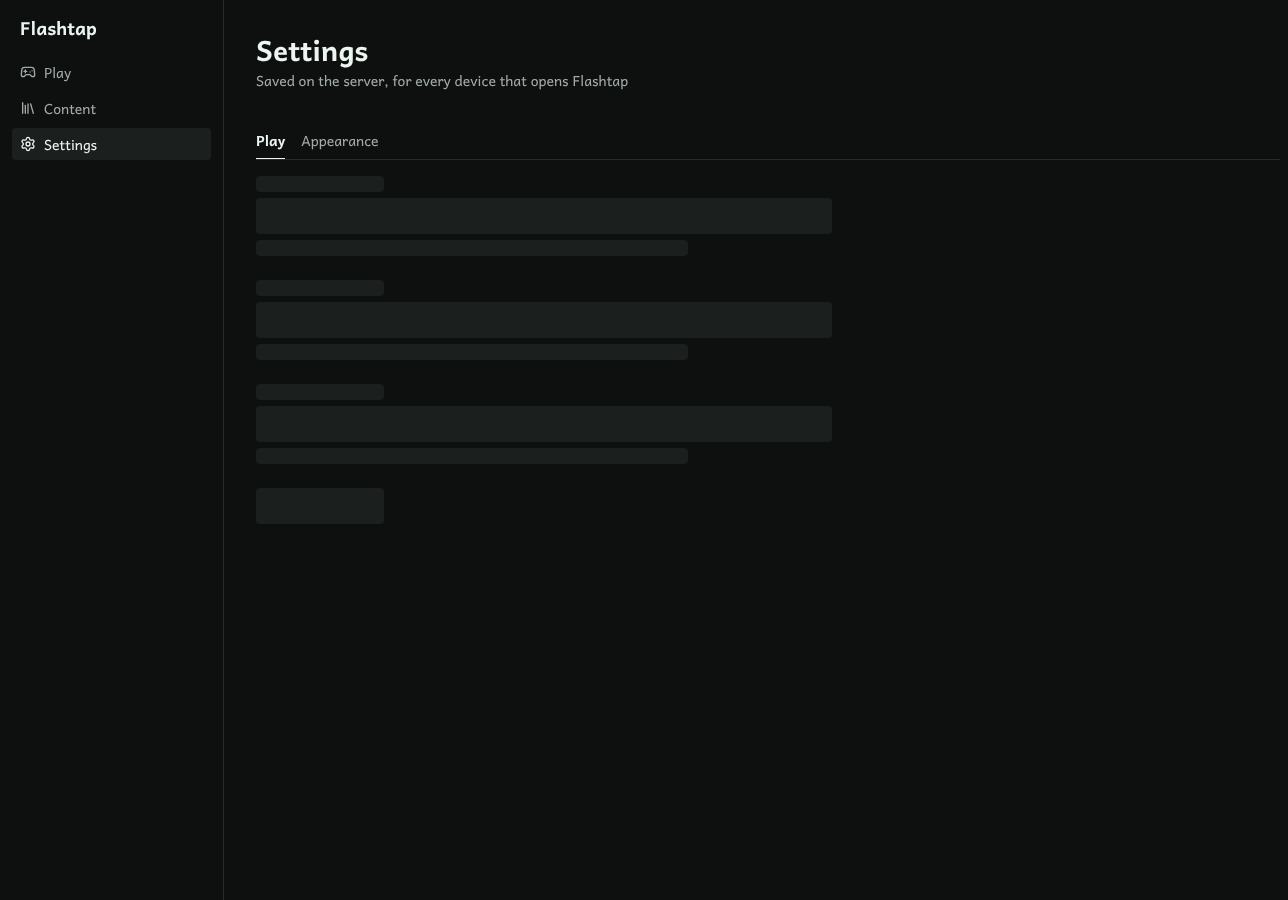 Flashtap
Play
Content
Settings
Settings
Saved on the server, for every device that opens Flashtap
Play
Appearance